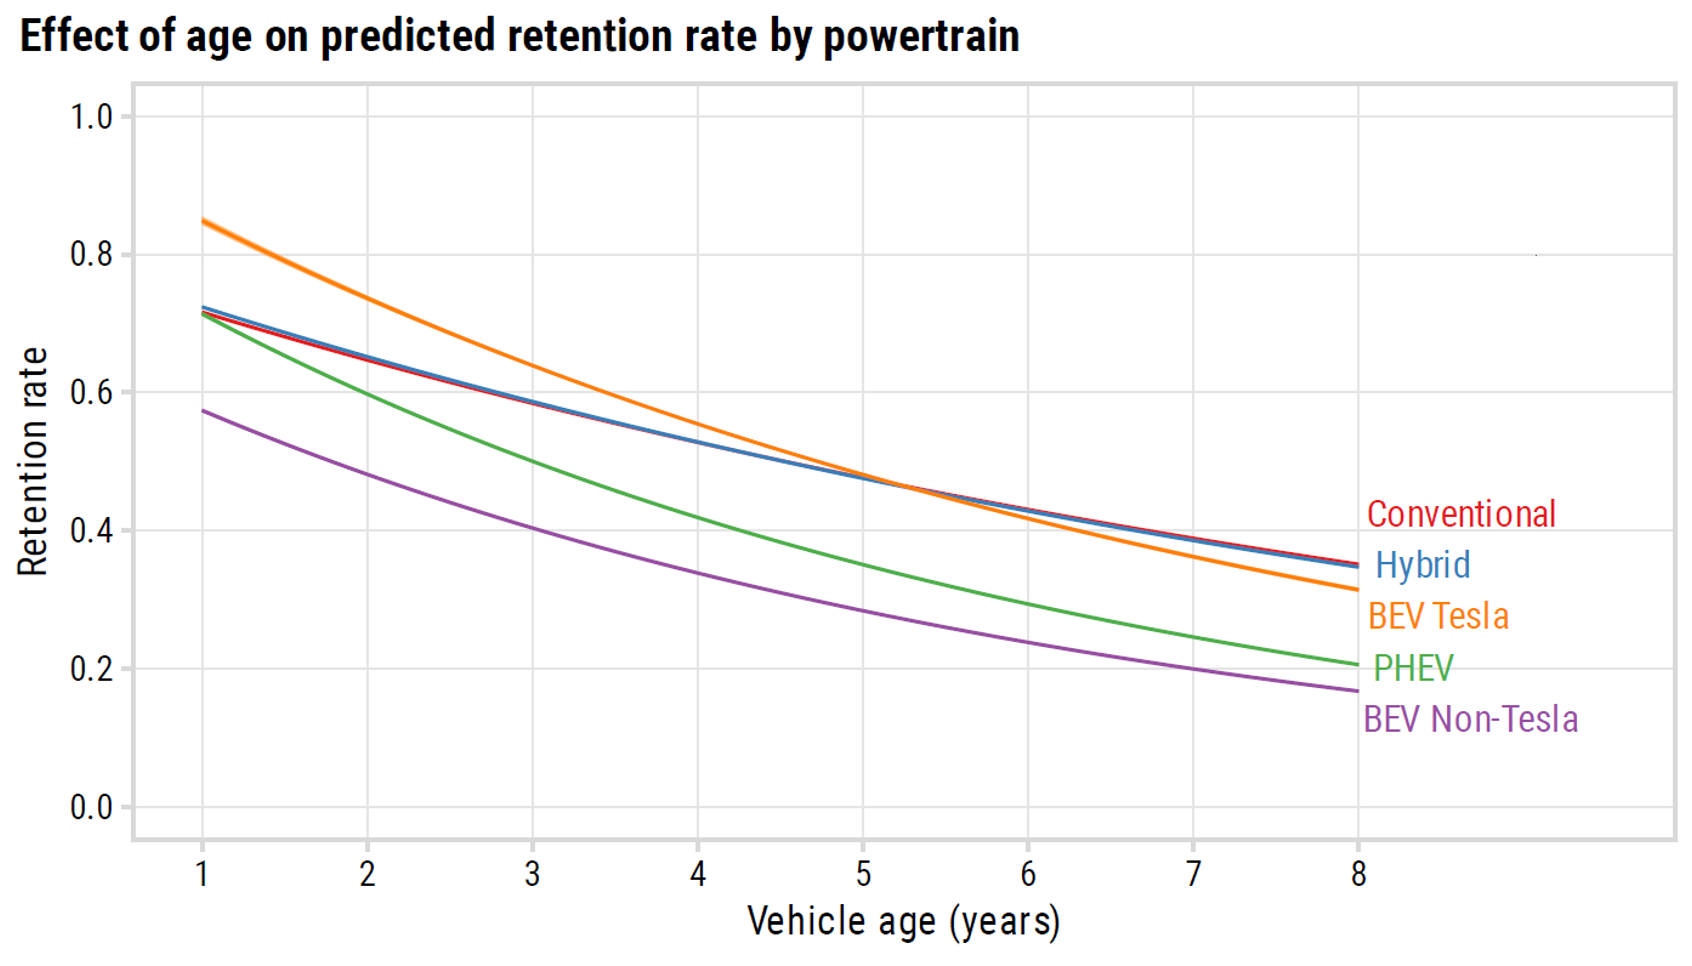 Effect of age on predicted retention rate by powertrain
1.0
0.8
0.6
0.4
0.2
0.0
Retention rate
Conventional
Hybrid
BEV Tesla
PHEV
BEV Non-Tesla
1 2 3 4 5 6 7 8
Vehicle age (years)